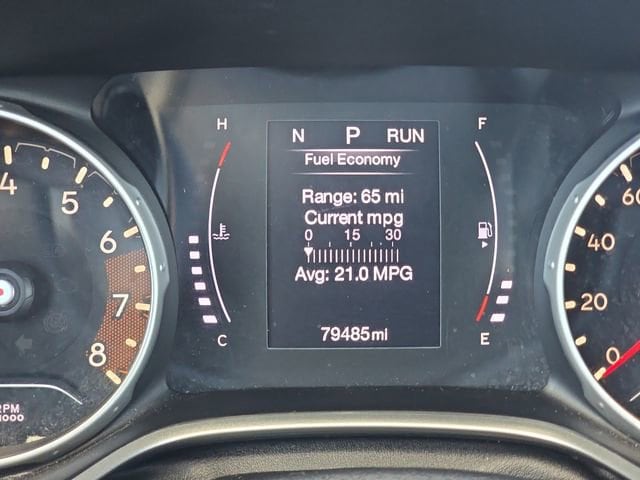 H
F
N P RUN
Fuel Economy
Range: 65 mi
Current mpg
0 15 30
Avg: 21.0 MPG
79485mi
C
E
4
5
6
7
8
RPM
60
40
20
0